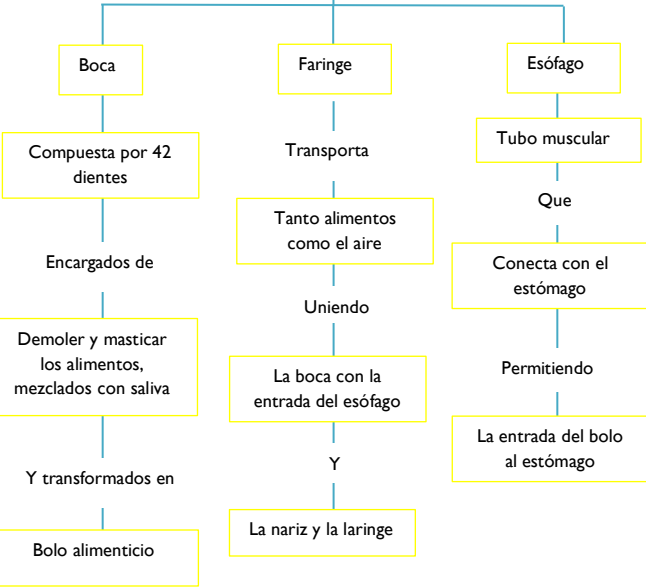 Boca
Compuesta por 42
dientes
Encargados de
Demoler y masticar
los alimentos,
mezclados con saliva
Y transformados en
Bolo alimenticio
Faringe
Transporta
Tanto alimentos
como el aire
Uniendo
La boca con la
entrada del esófago
Y
La nariz y la laringe
Esófago
Tubo muscular
Que
Conecta con el
estómago
Permitiendo
La entrada del bolo
al estómago